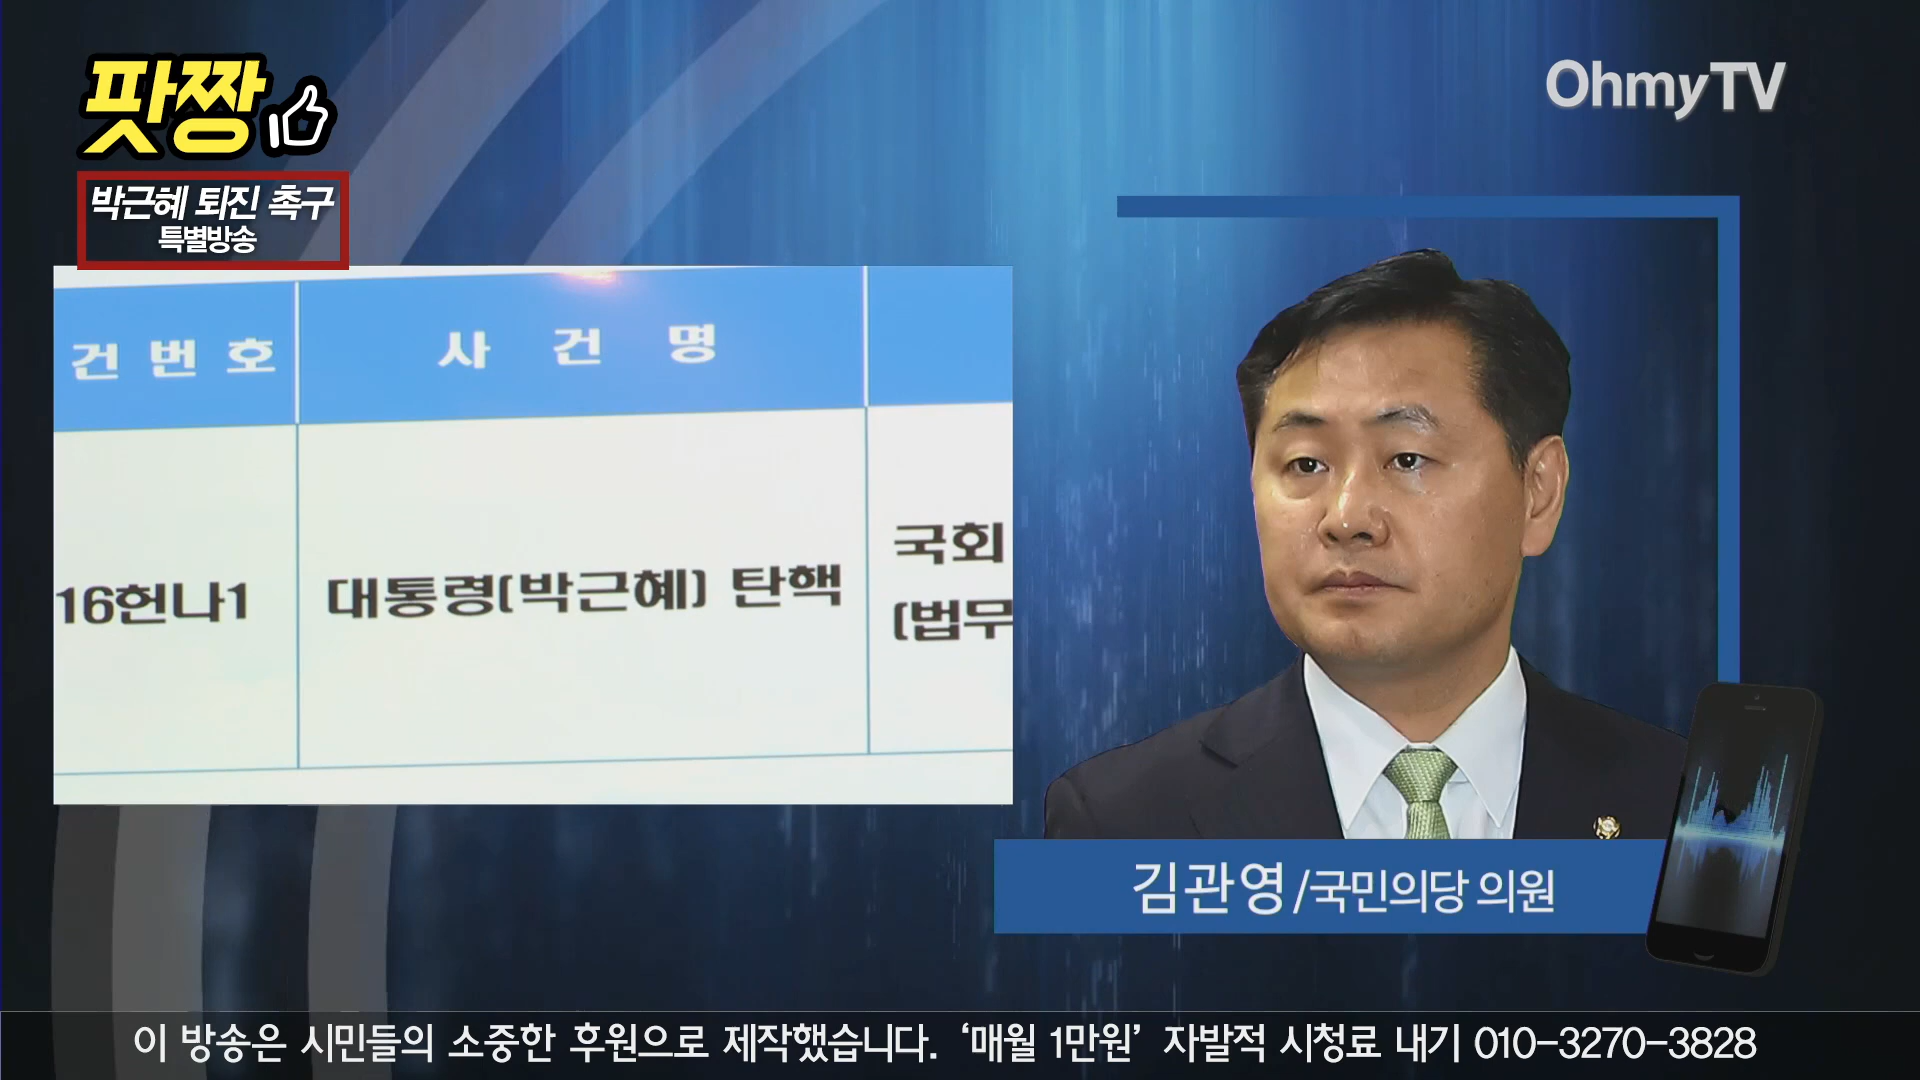 팟짱
OhmyTV
박근혜 퇴진 촉구
특별방송
건 번 호 사 건 명
16헌나1 대통령(박근혜) 탄핵 국회
(법무
김관영/국민의당 의원
이 방송은 시민들의 소중한 후원으로 제작했습니다. ‘매월 1만원’ 자발적 시청료 내기 010-3270-3828